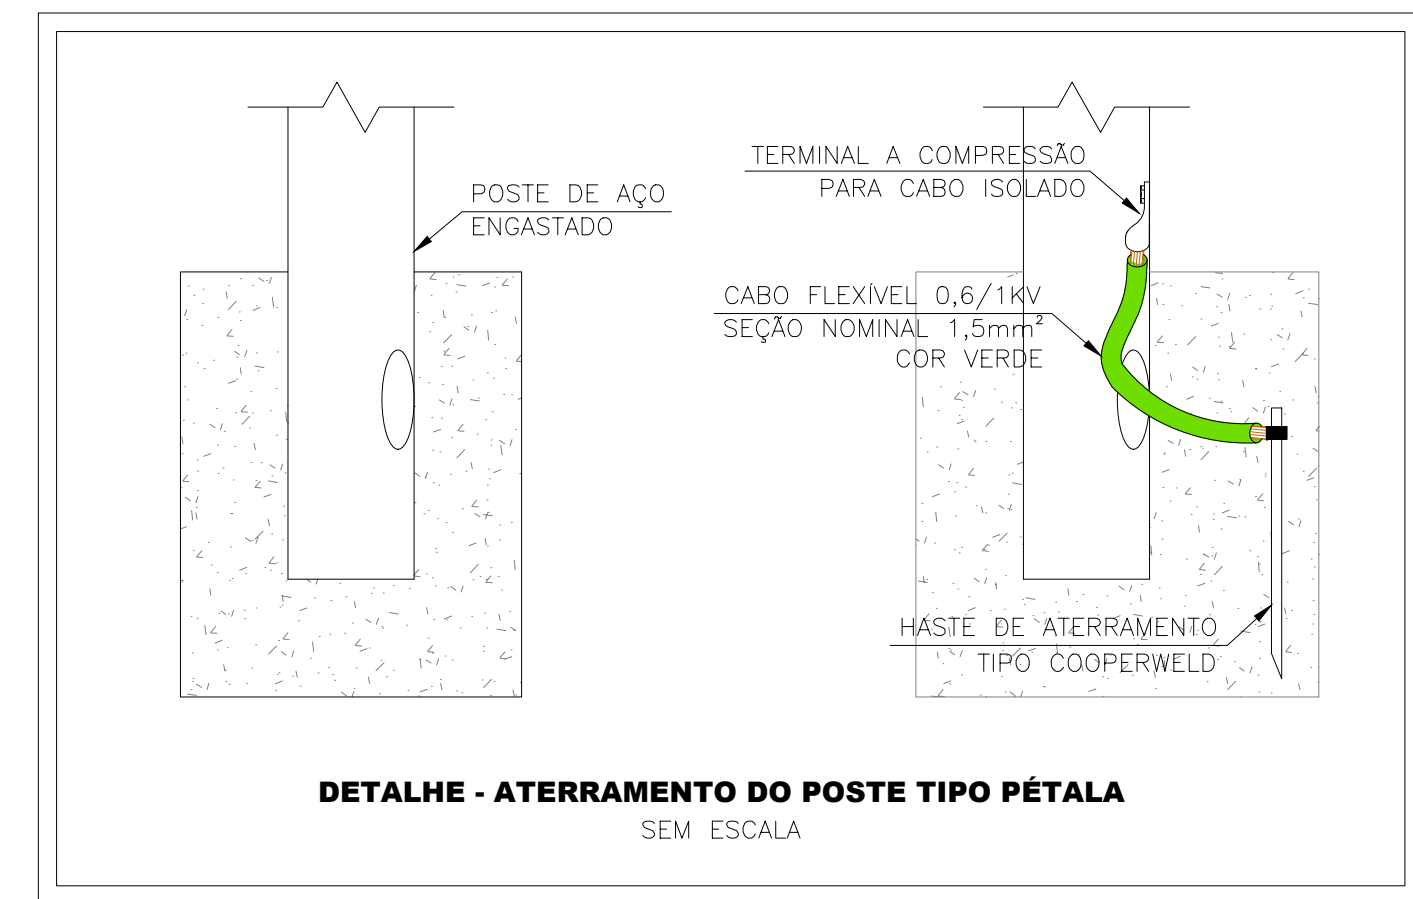 POSTE DE AÇO
ENGASTADO
TERMINAL A COMPRESSÃO
PARA CABO ISOLADO
CABO FLEXÍVEL 0,6/1KV
SEÇÃO NOMINAL 1,5mm²
COR VERDE
HASTE DE ATERRAMENTO
TIPO COOPERWELD
DETALHE - ATERRAMENTO DO POSTE TIPO PÉTALA
SEM ESCALA